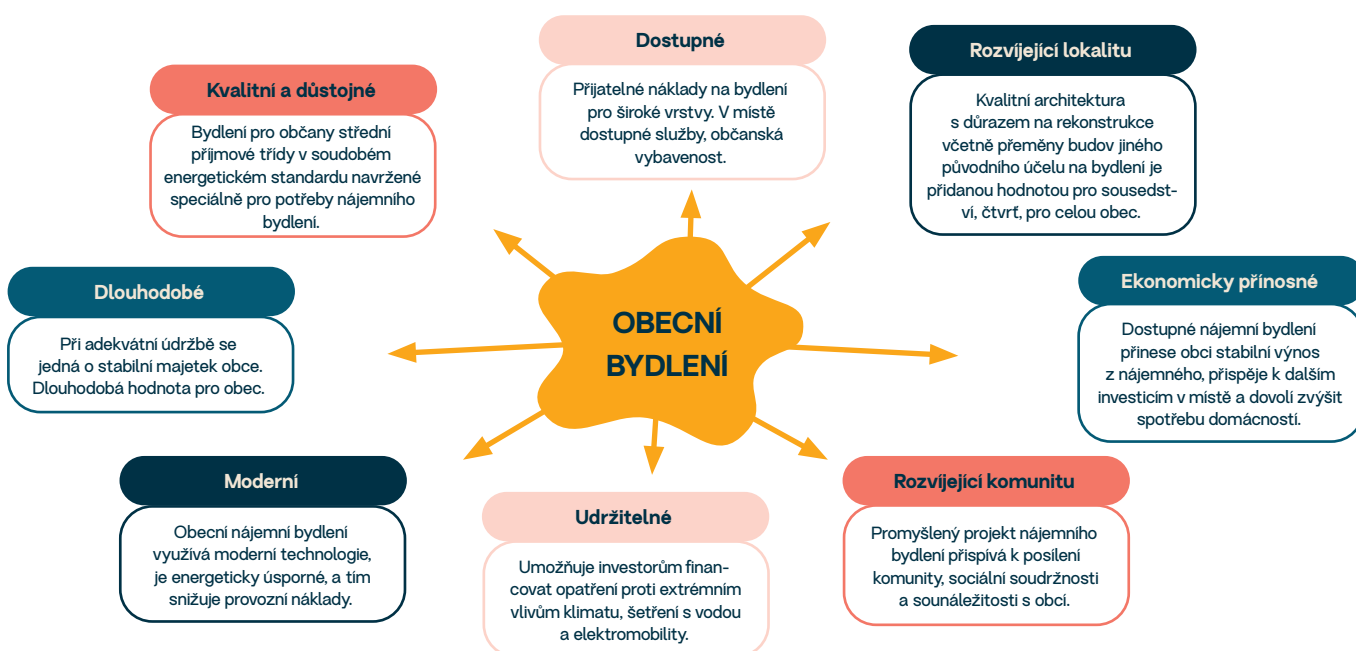 Dostupné
Přijatelné náklady na bydlení
pro široké vrstvy. V místě
dostupné služby, občanská
vybavenost.
Rozvíjející lokalitu
Kvalitní architektura
s důrazem na rekonstrukce
včetně přeměny budov jiného
původního účelu na bydlení je
přidanou hodnotou pro sousedst-
ví, čtvrť, pro celou obec.
Kvalitní a důstojné
Bydlení pro občany střední
příjmové třídy v soudobém
energetickém standardu navržené
speciálně pro potřeby nájemního
bydlení.
Dlouhodobé
Při adekvátní údržbě se
jedná o stabilní majetek obce.
Dlouhodobá hodnota pro obec.
OBECNÍ
BYDLENÍ
Ekonomicky přínosné
Dostupné nájemní bydlení
přinese obci stabilní výnos
z nájemného, přispěje k dalším
investicím v místě a dovolí zvýšit
spotřebu domácností.
Moderní
Obecní nájemní bydlení
využívá moderní technologie,
je energeticky úsporné, a tím
snižuje provozní náklady.
Udržitelné
Umožňuje investorům finan-
covat opatření proti extrémním
vlivům klimatu, šetření s vodou
a elektromobility.
Rozvíjející komunitu
Promyšlený projekt nájemního
bydlení přispívá k posílení
komunity, sociální soudržnosti
a sounáležitosti s obcí.